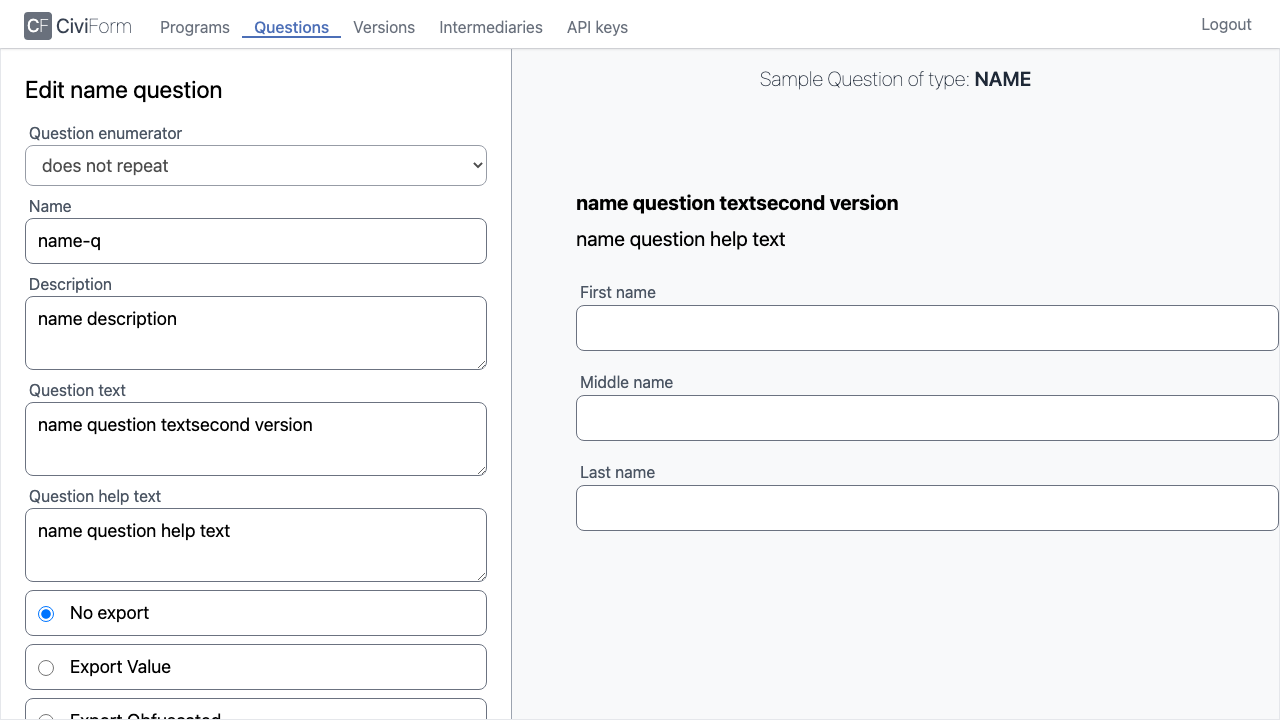 CF CiviForm Programs Questions Versions Intermediaries API keys Logout
Edit name question
Question enumerator
does not repeat
Name
name-q
Description
name description
Question text
name question textsecond version
Question help text
name question help text
No export
Export Value
Export Obfuscated
Sample Question of type: NAME
name question textsecond version
name question help text
First name
Middle name
Last name